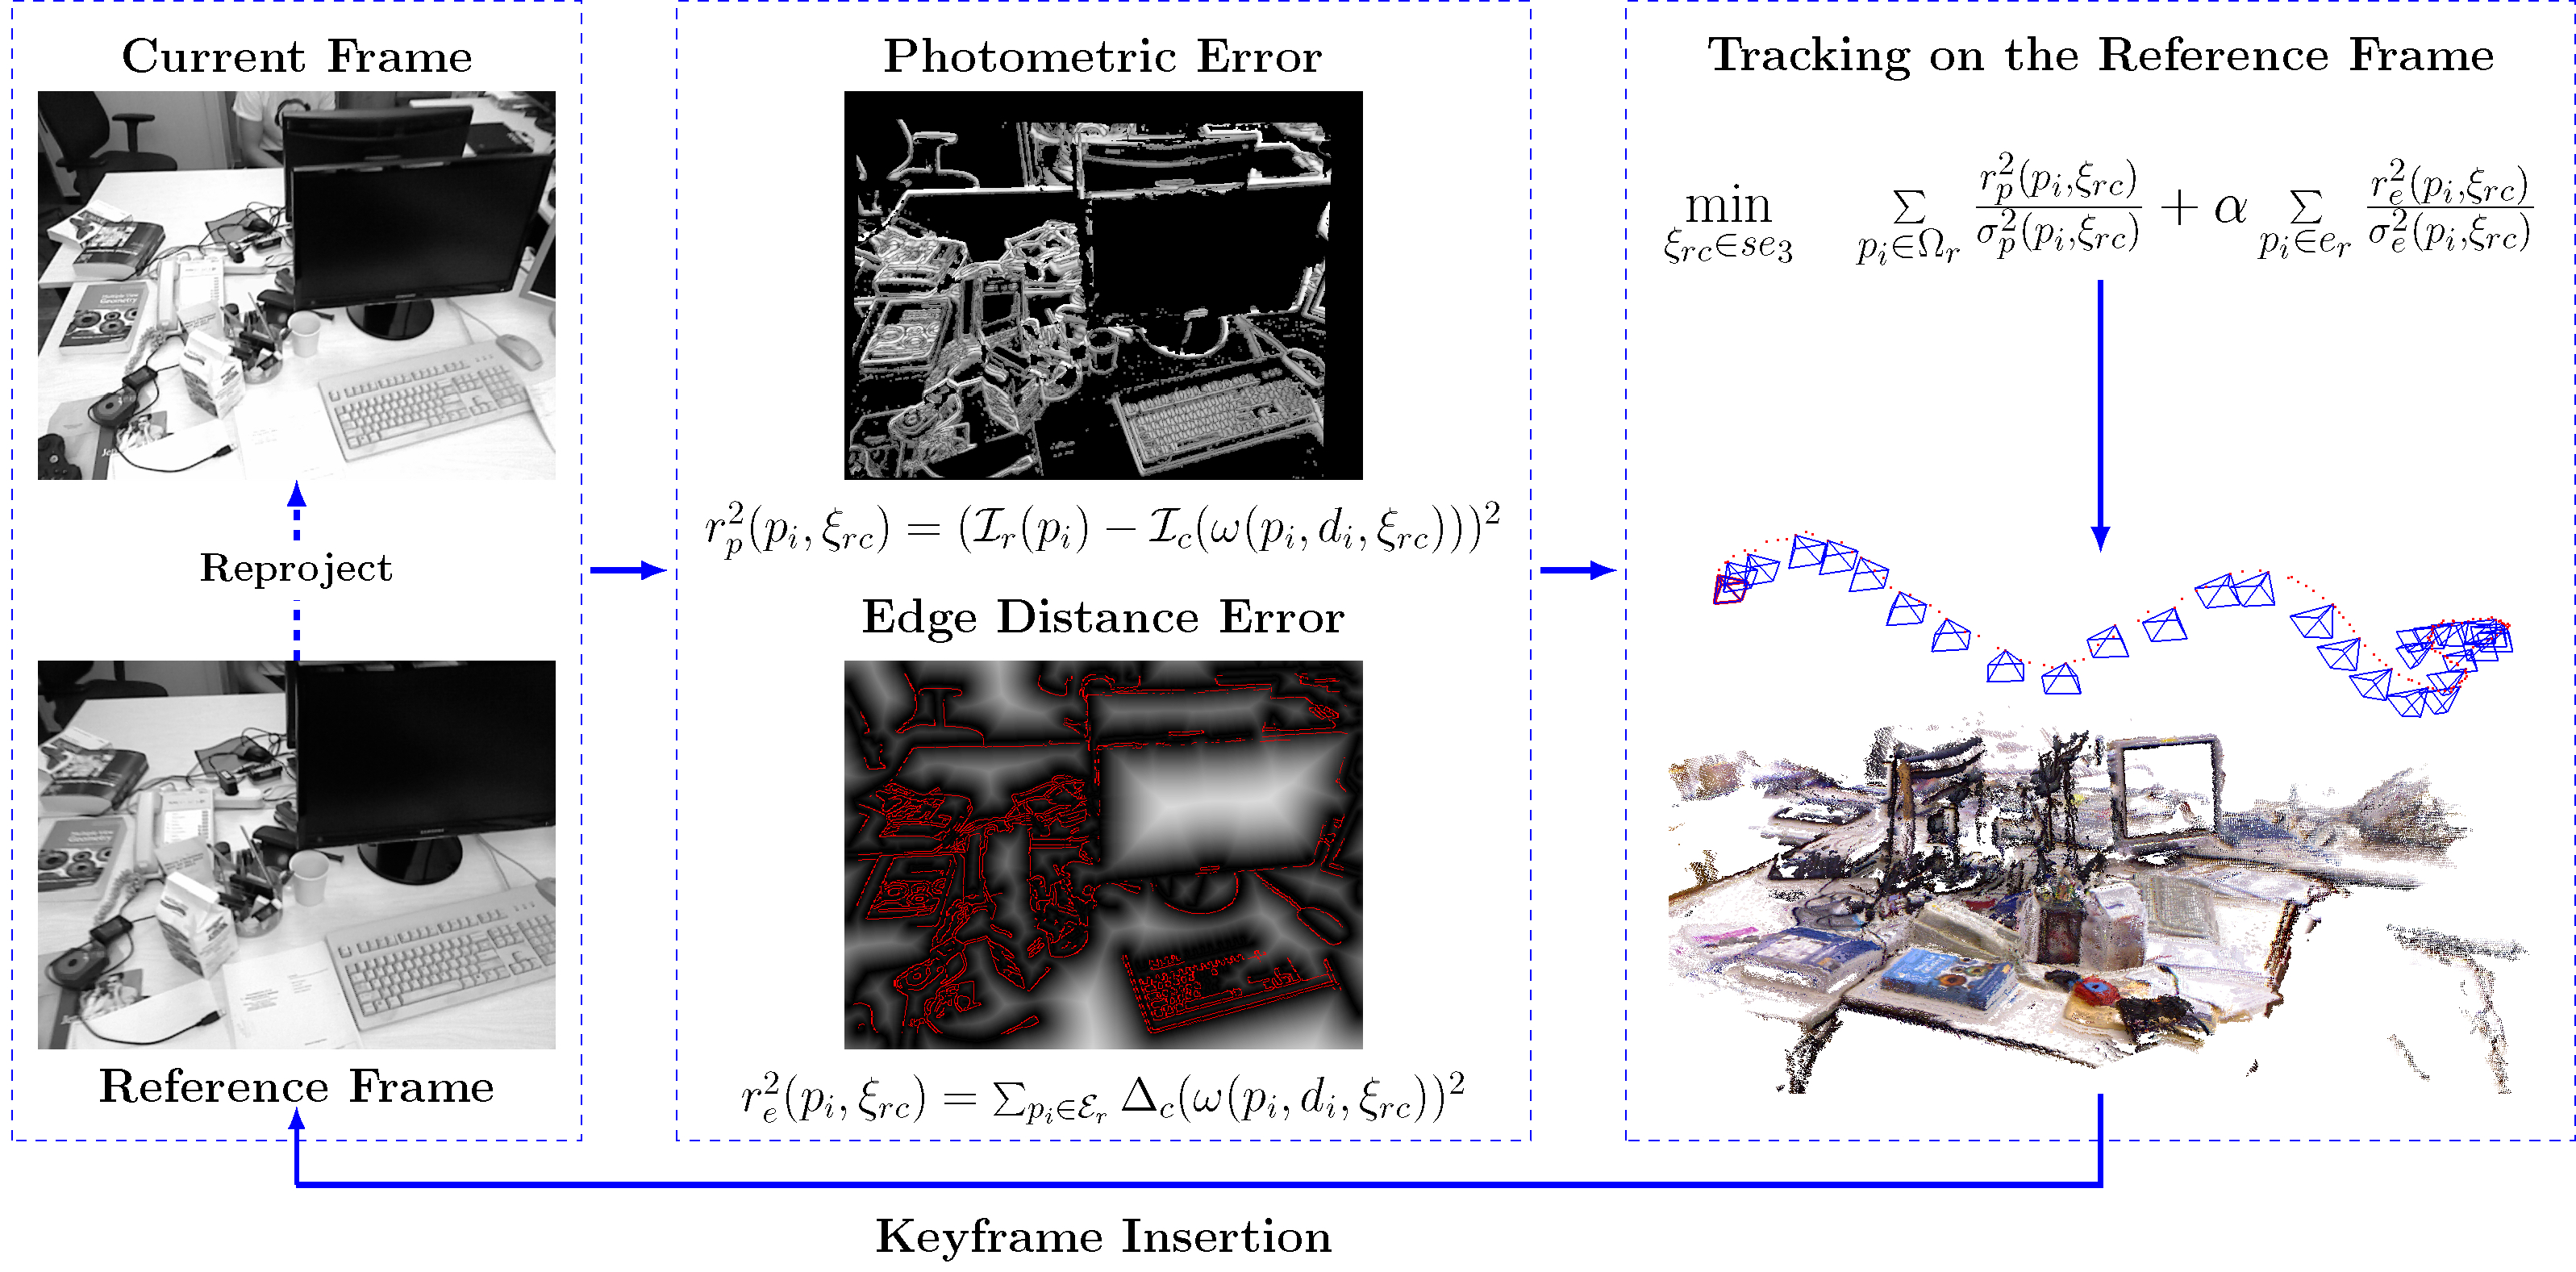 Current Frame
Reproject
Reference Frame
Photometric Error
$r_p^2(p_i, \xi_{rc}) = (\mathcal{I}_r(p_i) - \mathcal{I}_c(\omega(p_i, d_i, \xi_{rc})))^2$
Edge Distance Error
$r_e^2(p_i, \xi_{rc}) = \sum_{p_i \in \mathcal{E}_r} \Delta_c(\omega(p_i, d_i, \xi_{rc}))^2$
Tracking on the Reference Frame
$\min_{\xi_{rc} \in se_3} \sum_{p_i \in \Omega_r} \frac{r_p^2(p_i, \xi_{rc})}{\sigma_p^2(p_i, \xi_{rc})} + \alpha \sum_{p_i \in e_r} \frac{r_e^2(p_i, \xi_{rc})}{\sigma_e^2(p_i, \xi_{rc})}$
Keyframe Insertion